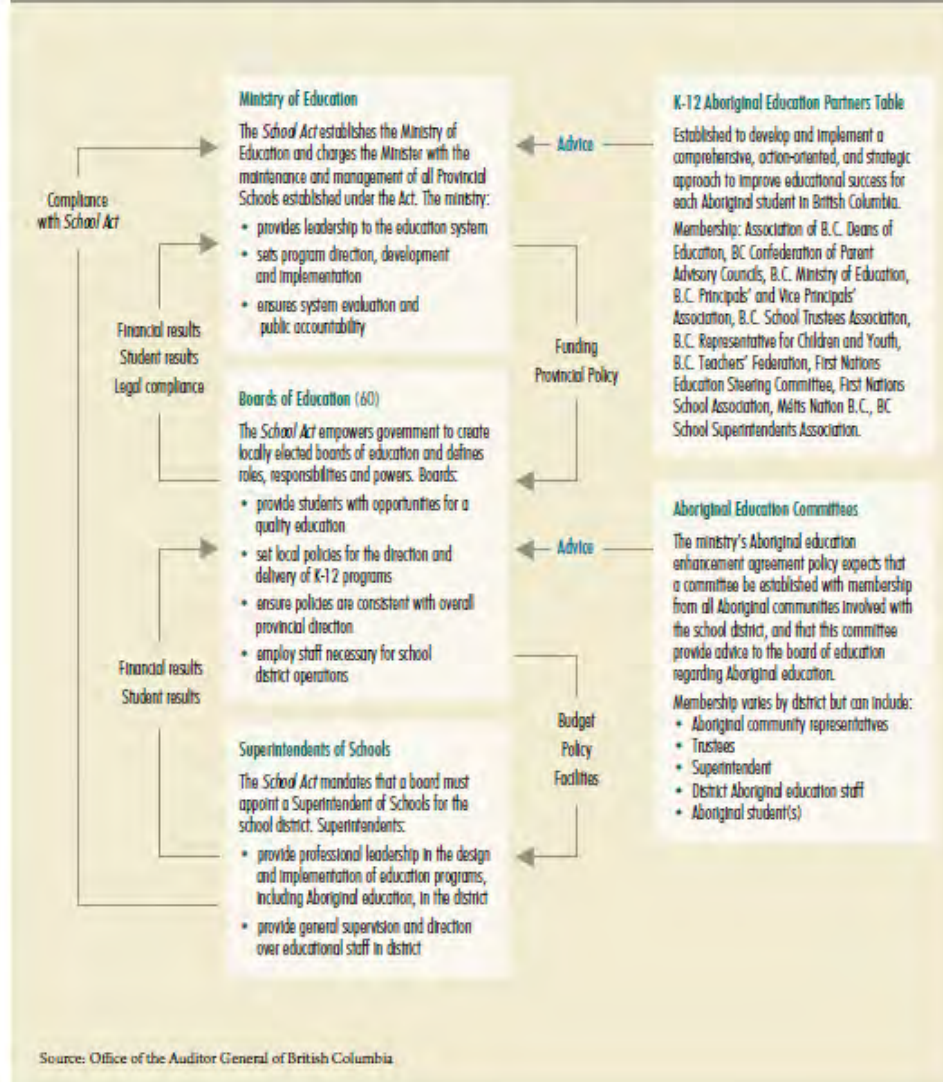 Ministry of Education
The School Act establishes the Ministry of
Education and charges the Minister with the
maintenance and management of all Provincial
Schools established under the Act. The ministry:
• provides leadership to the education system
• sets program direction, development
and implementation
• ensures system evaluation and
public accountability
Compliance
with School Act
Financial results
Student results
Legal compliance
Advice
Funding
Provincial Policy
K-12 Aboriginal Education Partners Table
Established to develop and implement a
comprehensive, action-oriented, and strategic
approach to improve educational success for
each Aboriginal student in British Columbia.
Membership: Association of B.C. Deans of
Education, BC Confederation of Parent
Advisory Councils, B.C. Ministry of Education,
B.C. Principals' and Vice Principals'
Association, B.C. School Trustees Association,
B.C. Representative for Children and Youth,
B.C. Teachers' Federation, First Nations
Education Steering Committee, First Nations
School Association, Métis Nation B.C., BC
School Superintendents Association.
Boards of Education (60)
The School Act empowers government to create
locally elected boards of education and defines
roles, responsibilities and powers. Boards:
• provide students with opportunities for a
quality education
• set local policies for the direction and
delivery of K-12 programs
• ensure policies are consistent with overall
provincial direction
• employ staff necessary for school
district operations
Financial results
Student results
Advice
Budget
Policy
Facilities
Aboriginal Education Committees
The ministry's Aboriginal education
enhancement agreement policy expects that
a committee be established with membership
from all Aboriginal communities involved with
the school district, and that this committee
provide advice to the board of education
regarding Aboriginal education.
Membership varies by district but can include:
• Aboriginal community representatives
• Trustees
• Superintendent
• District Aboriginal education staff
• Aboriginal student(s)
Superintendents of Schools
The School Act mandates that a board must
appoint a Superintendent of Schools for the
school district. Superintendents:
• provide professional leadership in the design
and implementation of education programs,
including Aboriginal education, in the district
• provide general supervision and direction
over educational staff in district
Source: Office of the Auditor General of British Columbia